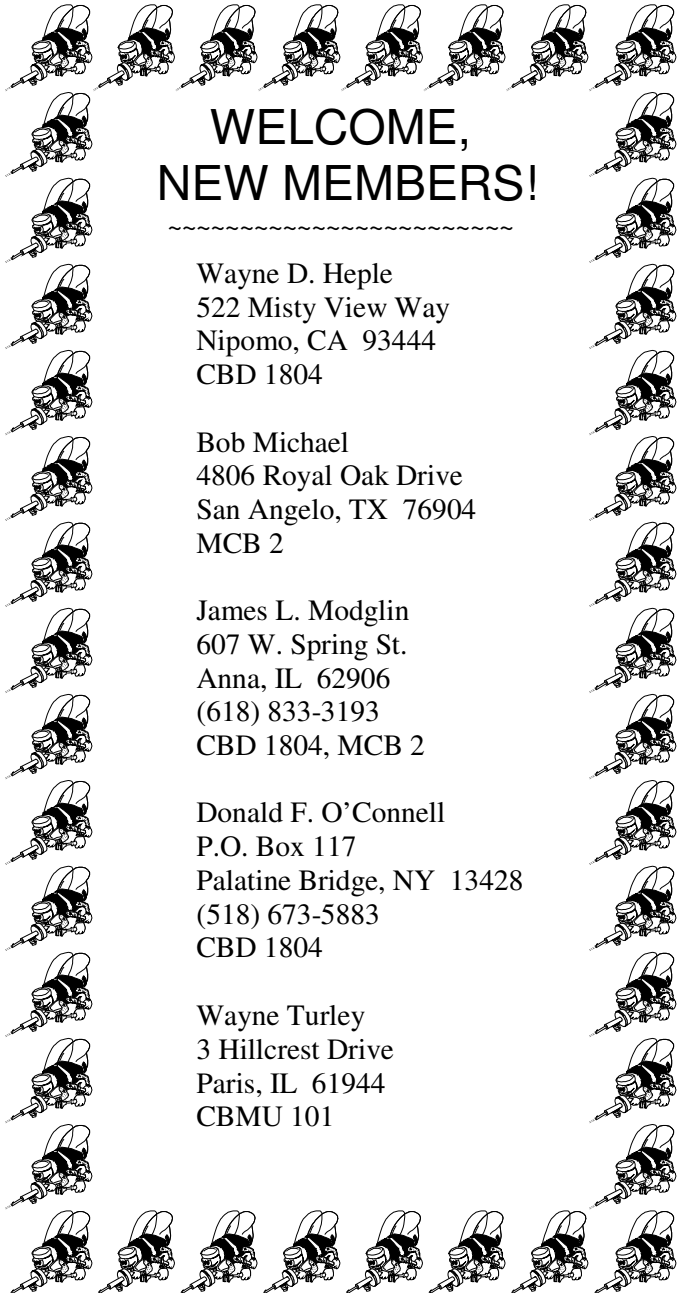 WELCOME,
NEW MEMBERS!
~~~~~~~~~~~~~~~~~~~~~~~~
Wayne D. Heple
522 Misty View Way
Nipomo, CA  93444
CBD 1804
Bob Michael
4806 Royal Oak Drive
San Angelo, TX  76904
MCB 2
James L. Modglin
607 W. Spring St.
Anna, IL  62906
(618) 833-3193
CBD 1804, MCB 2
Donald F. O’Connell
P.O. Box 117
Palatine Bridge, NY  13428
(518) 673-5883
CBD 1804
Wayne Turley
3 Hillcrest Drive
Paris, IL  61944
CBMU 101